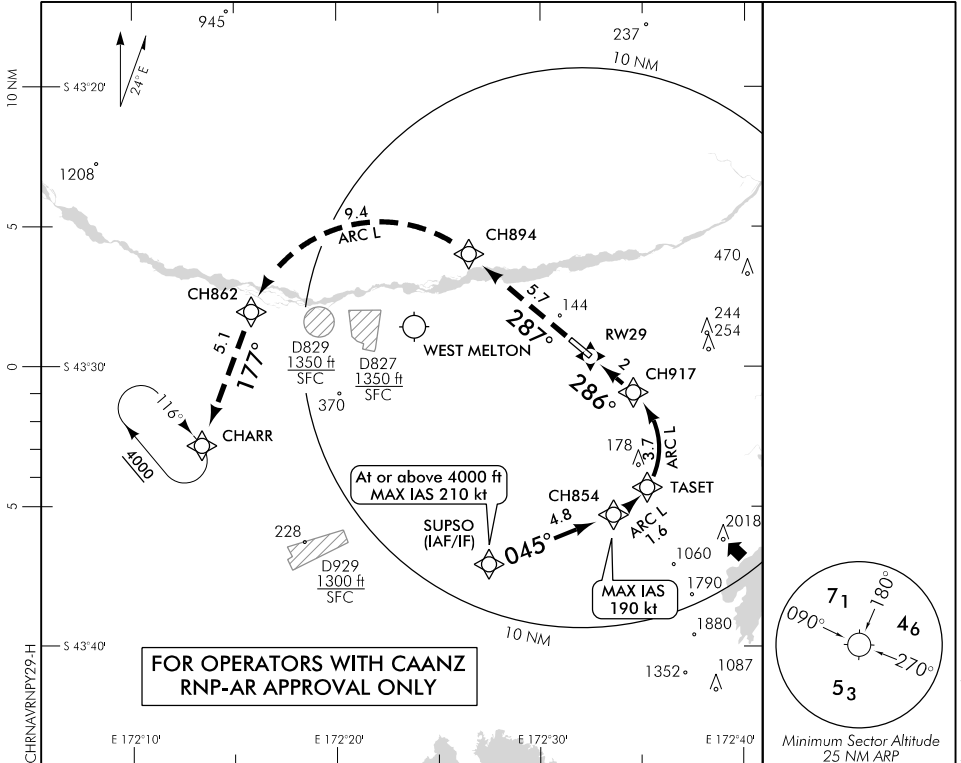 945
237
10 NM
24° E
S 43°20'
10 NM
1208
9.4
ARC L
CH894
5
470
CH862
5.7
144
244
254
287°
RW29
WEST MELTON
5.1
177°
D829
1350 ft
SFC
D827
1350 ft
SFC
2
CH917
0
S 43°30'
286°
370
116°
CHARR
4000
178
3.7
ARC L
At or above 4000 ft
MAX IAS 210 kt
CH854
TASET
5
SUPSO
(IAF/IF)
4.8
045°
ARC L
1.6
2018
228
D929
1300 ft
SFC
1060
MAX IAS
190 kt
1790
71
180°
090°
46
270°
53
1880
10 NM
S 43°40'
FOR OPERATORS WITH CAANZ
RNP-AR APPROVAL ONLY
1352
1087
CHRNAVRNPY29-H
E 172°10'
E 172°20'
E 172°30'
E 172°40'
Minimum Sector Altitude
25 NM ARP